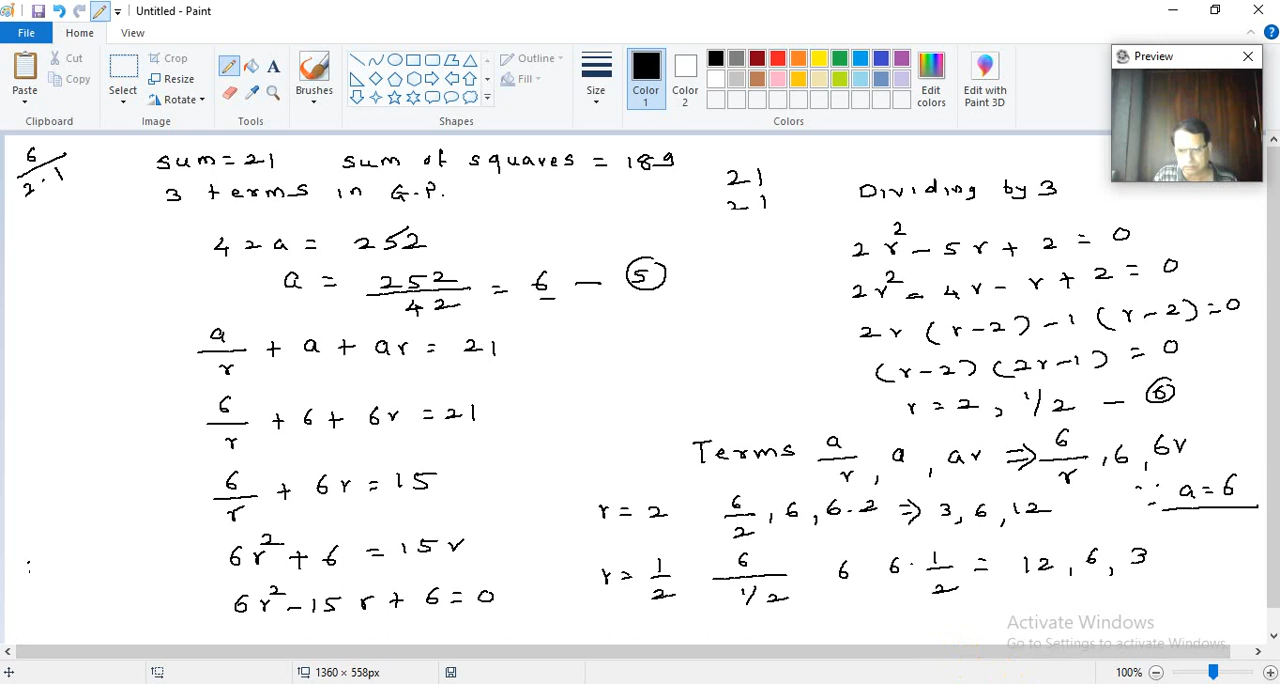 Untitled - Paint
File Home View
Paste Cut Copy Clipboard
Select Crop Resize Rotate Image
Tools
Brushes
Shapes Outline Fill
Size
Color 1 Color 2 Edit colors Edit with Paint 3D Colors
Preview
6/2.1
sum = 21 sum of squares = 189
3 terms in G.P.
42a = 252
a = 252/42 = 6 — (5)
a/r + a + ar = 21
6/r + 6 + 6r = 21
6/r + 6r = 15
6r² + 6 = 15r
6r² - 15r + 6 = 0
21
21
Dividing by 3
2r² - 5r + 2 = 0
2r² = 4r - r + 2 = 0
2r (r-2) -1 (r-2) = 0
(r-2) (2r-1) = 0
r = 2, 1/2 — (6)
Terms a/r, a, ar ⇒ 6/r, 6, 6r
∵ a = 6
r = 2 6/2, 6, 6·2 ⇒ 3, 6, 12
r = 1/2 6/1/2 6 6·1/2 = 12, 6, 3
Activate Windows
Go to Settings to activate Windows.
1360 × 558px
100%